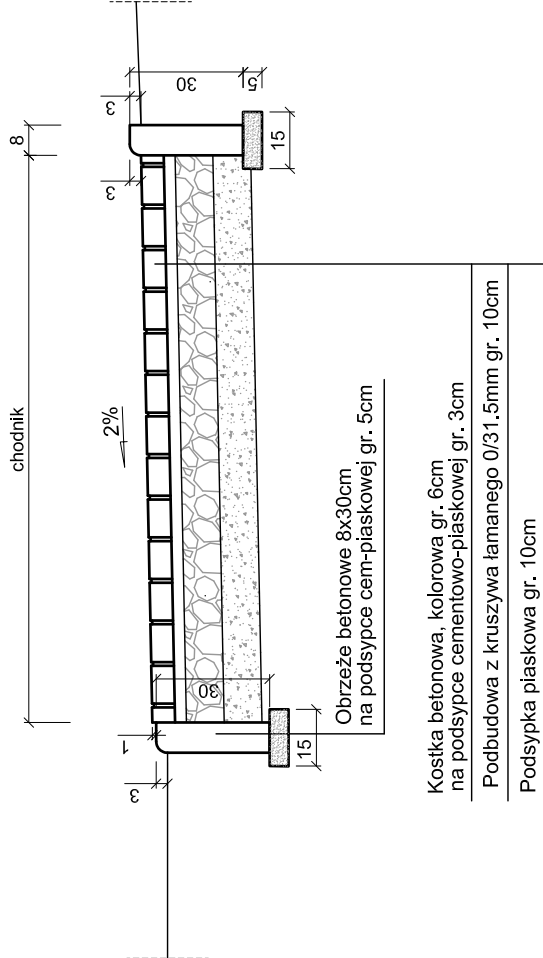 chodnik
8
2%
3
3
30
5
15
1
3
30
15
Obrzeże betonowe 8x30cm
na podsypce cem-piaskowej gr. 5cm
Kostka betonowa, kolorowa gr. 6cm
na podsypce cementowo-piaskowej gr. 3cm
Podbudowa z kruszywa łamanego 0/31.5mm gr. 10cm
Podsypka piaskowa gr. 10cm